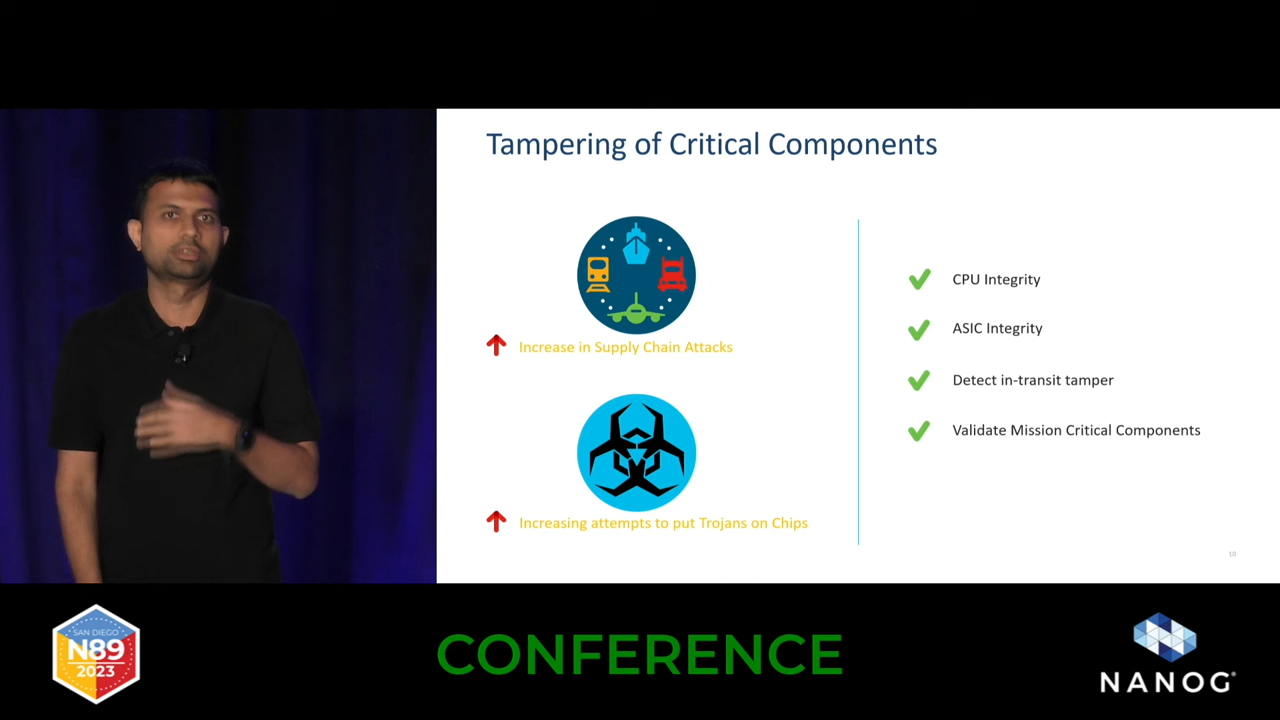 Tampering of Critical Components
Increase in Supply Chain Attacks
Increasing attempts to put Trojans on Chips
CPU Integrity
ASIC Integrity
Detect in-transit tamper
Validate Mission Critical Components
10
SAN DIEGO
N89
2023
CONFERENCE
NANOG®